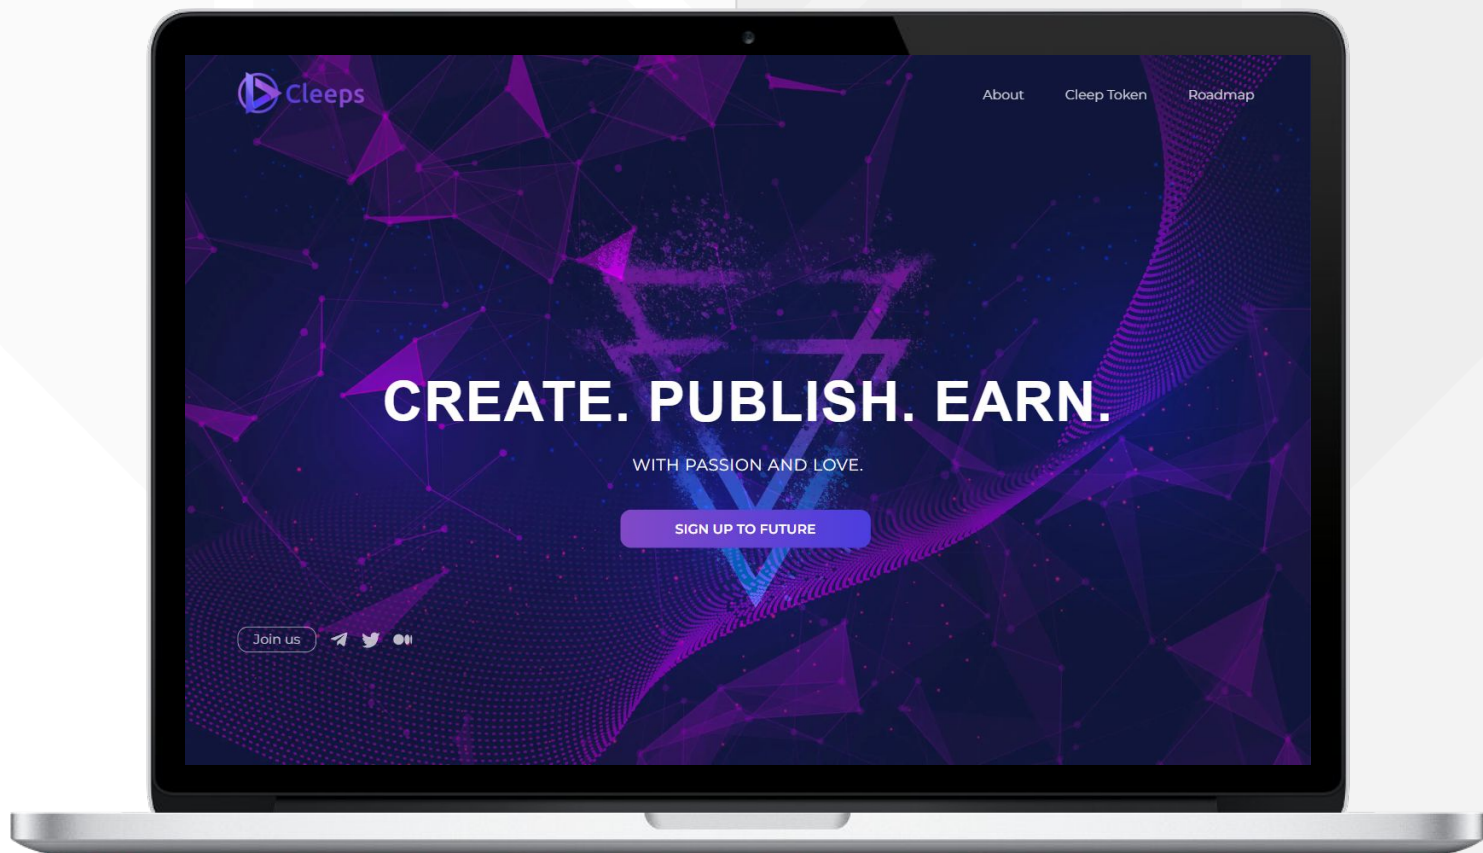 Cleeps
About Cleep Token Roadmap
CREATE. PUBLISH. EARN.
WITH PASSION AND LOVE.
SIGN UP TO FUTURE
Join us